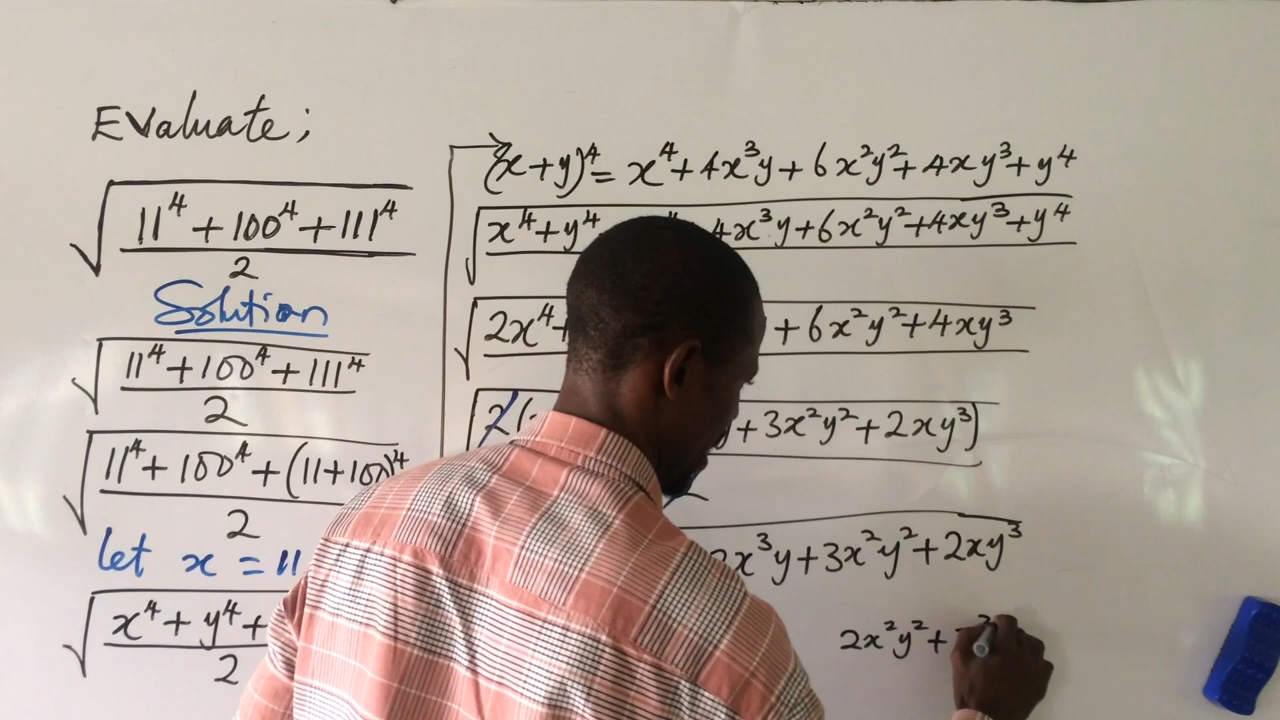 Evaluate;
√(11⁴ + 100⁴ + 111⁴)/2
Solution
√(11⁴ + 100⁴ + 111⁴)/2
√(11⁴ + 100⁴ + (11+100)⁴)/2
let x = 11
√(x⁴ + y⁴ +)/2
(x+y)⁴ = x⁴ + 4x³y + 6x²y² + 4xy³ + y⁴
√x⁴ + y⁴ 4x³y + 6x²y² + 4xy³ + y⁴
√2x⁴ + + 6x²y² + 4xy³
√2( y + 3x²y² + 2xy³)
2x³y + 3x²y² + 2xy³
2x²y² +